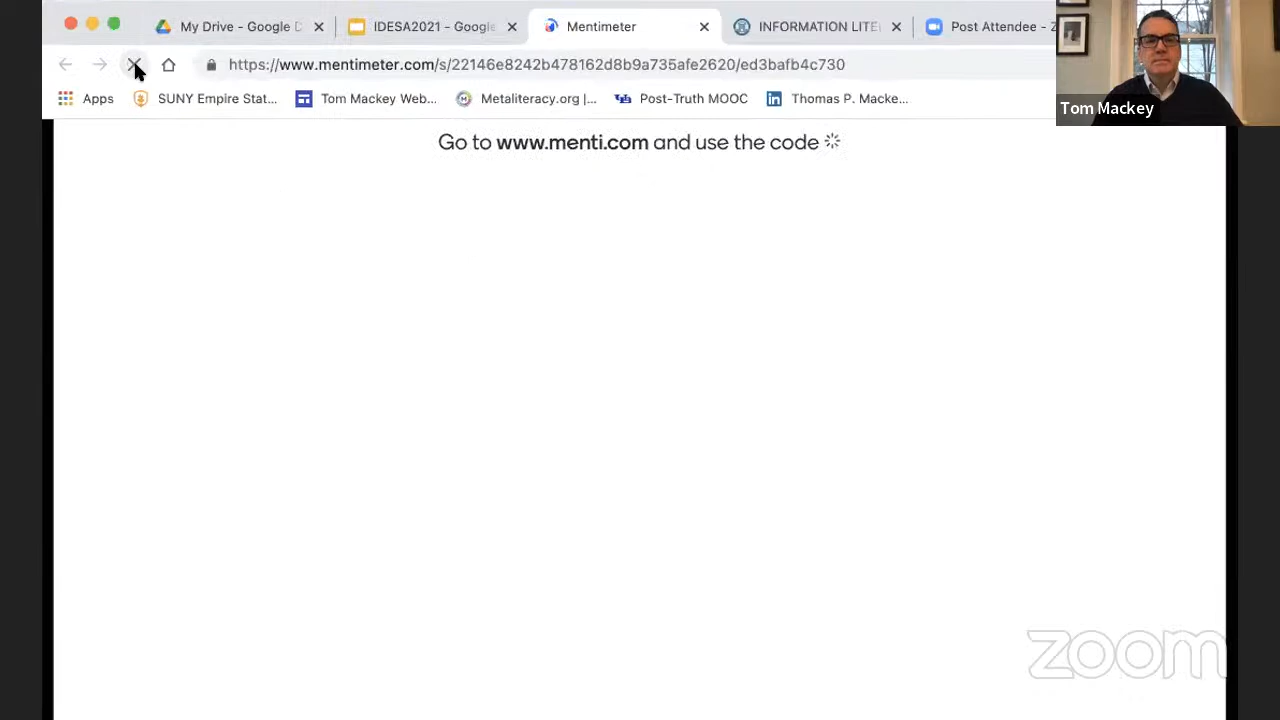 My Drive - Google D
IDESA2021 - Google
Mentimeter
INFORMATION LITE
Post Attendee - Z
https://www.mentimeter.com/s/22146e8242b478162d8b9a735afe2620/ed3bafb4c730
Apps
SUNY Empire Stat...
Tom Mackey Web...
Metaliteracy.org |...
Post-Truth MOOC
Thomas P. Macke...
Tom Mackey
Go to www.menti.com and use the code
zoom